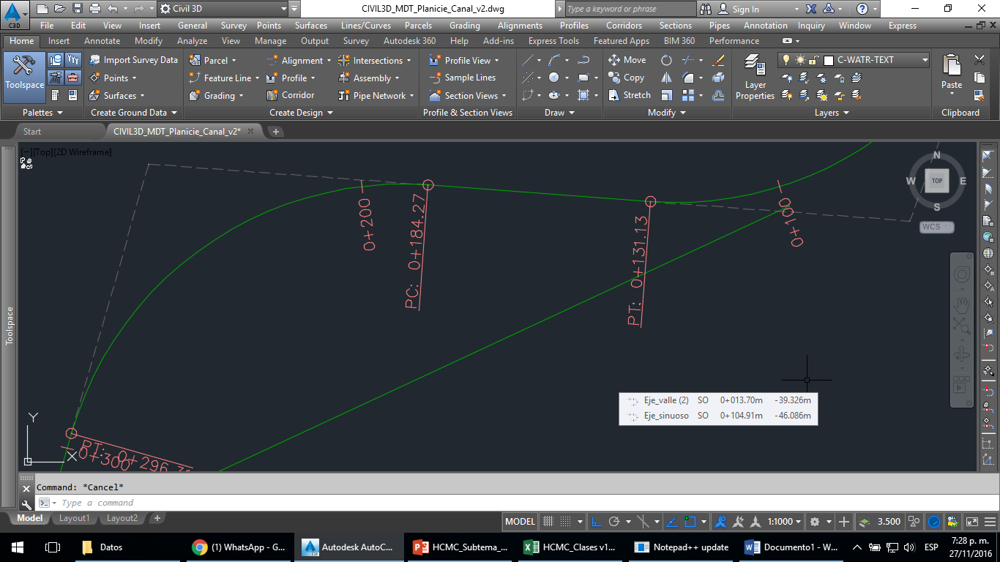 Civil 3D
CIVIL3D_MDT_Planicie_Canal_v2.dwg
Type a keyword or phrase
Sign In
C3D
File Edit View Insert General Survey Points Surfaces Lines/Curves Parcels Grading Alignments Profiles Corridors Sections Pipes Annotation Inquiry Window Express
Home Insert Annotate Modify Analyze View Manage Output Survey Autodesk 360 Help Add-ins Express Tools Featured Apps BIM 360 Performance
Toolspace
Import Survey Data
Points
Surfaces
Parcel
Feature Line
Grading
Alignment
Profile
Corridor
Intersections
Assembly
Pipe Network
Profile View
Sample Lines
Section Views
Move
Copy
Stretch
Layer
Properties
C-WATR-TEXT
Paste
Palettes Create Ground Data Create Design Profile & Section Views Draw Modify Layers Clipboard
Start
CIVIL3D_MDT_Planicie_Canal_v2*
[−][Top][2D Wireframe]
N
W TOP E
S
WCS
0+200
PC: 0+184.27
PT: 0+131.13
0+100
Toolspace
Eje_valle (2) SO 0+013.70m -39.326m
Eje_sinuoso SO 0+104.91m -46.086m
Y
X
0+300
Command: *Cancel*
Type a command
Model Layout1 Layout2
MODEL
1:1000
3.500
Datos
(1) WhatsApp - G...
Autodesk AutoC...
HCMC_Subtema_...
HCMC_Clases v1...
Notepad++ update
Documento1 - W...
ESP
7:28 p. m.
27/11/2016